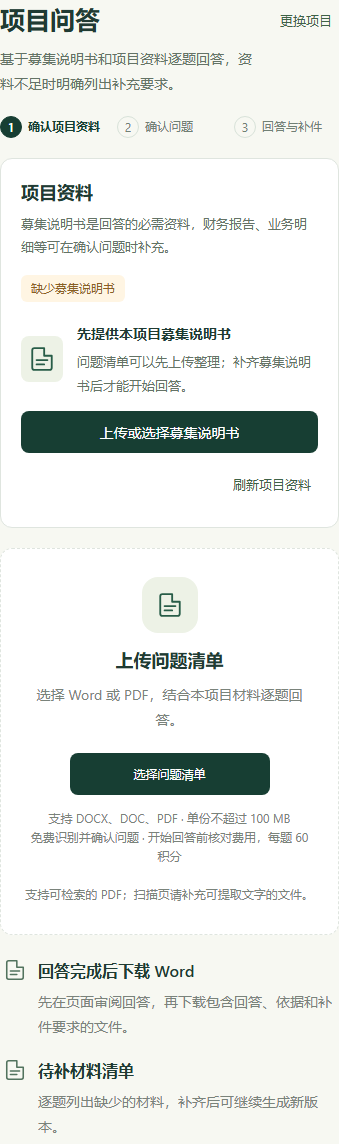 项目问答
更换项目
基于募集说明书和项目资料逐题回答，资
料不足时明确列出补充要求。
1 确认项目资料 2 确认问题 3 回答与补件
项目资料
募集说明书是回答的必需资料，财务报告、业务明
细等可在确认问题时补充。
缺少募集说明书
先提供本项目募集说明书
问题清单可以先上传整理；补齐募集说明
书后才能开始回答。
上传或选择募集说明书
刷新项目资料
上传问题清单
选择 Word 或 PDF，结合本项目材料逐题回
答。
选择问题清单
支持 DOCX、DOC、PDF · 单份不超过 100 MB
免费识别并确认问题 · 开始回答前核对费用，每题 60
积分
支持可检索的 PDF；扫描页请补充可提取文字的文件。
回答完成后下载 Word
先在页面审阅回答，再下载包含回答、依据和补
件要求的文件。
待补材料清单
逐题列出缺少的材料，补齐后可继续生成新版
本。